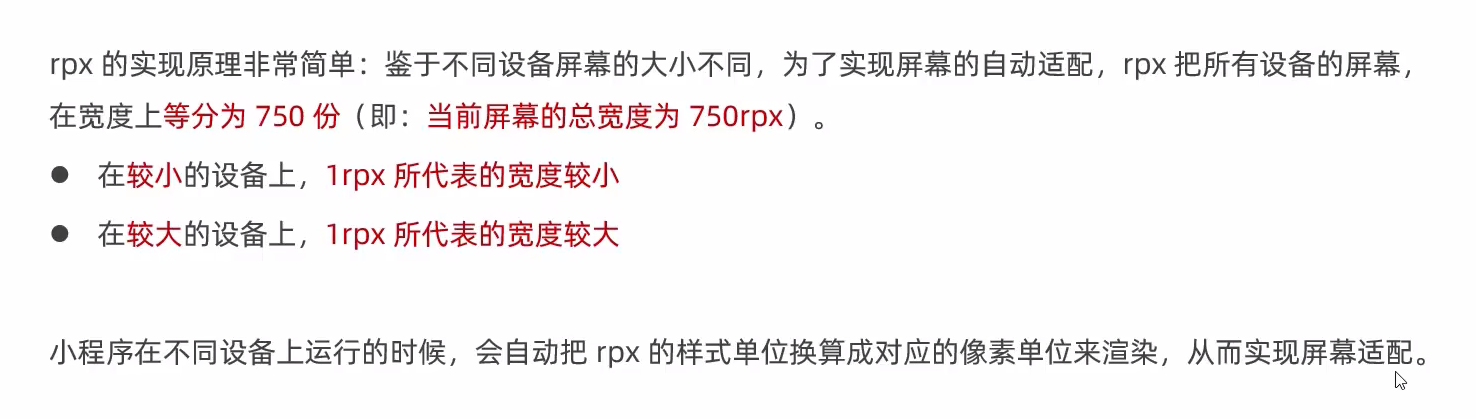 rpx 的实现原理非常简单：鉴于不同设备屏幕的大小不同，为了实现屏幕的自动适配，rpx 把所有设备的屏幕，
在宽度上等分为 750 份（即：当前屏幕的总宽度为 750rpx）。
● 在较小的设备上，1rpx 所代表的宽度较小
● 在较大的设备上，1rpx 所代表的宽度较大
小程序在不同设备上运行的时候，会自动把 rpx 的样式单位换算成对应的像素单位来渲染，从而实现屏幕适配。